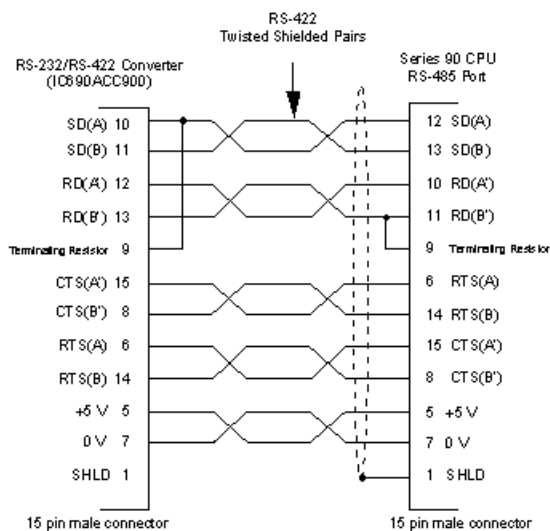 RS-422
Twisted Shielded Pairs
RS-232/RS-422 Converter
(IC690ACC900)
Series 90 CPU
RS-485 Port
SD(A) 10
SD(B) 11
RD(A') 12
RD(B') 13
Terminating Resistor 9
CTS(A') 15
CTS(B') 8
RTS(A) 6
RTS(B) 14
+5 V 5
0 V 7
SHLD 1
12 SD(A)
13 SD(B)
10 RD(A')
11 RD(B')
9 Terminating Resistor
6 RTS(A)
14 RTS(B)
15 CTS(A')
8 CTS(B')
5 +5 V
7 0 V
1 SHLD
15 pin male connector
15 pin male connector